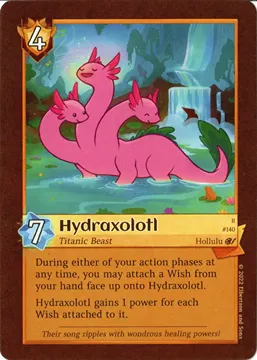 4
7
Hydraxolotl
R
#140
Titanic Beast
Hollulu
During either of your action phases at
any time, you may attach a Wish from
your hand face up onto Hydraxolotl.
Hydraxolotl gains 1 power for each
Wish attached to it.
Their song ripples with wondrous healing powers!
© 2022 Elbertson and Sons